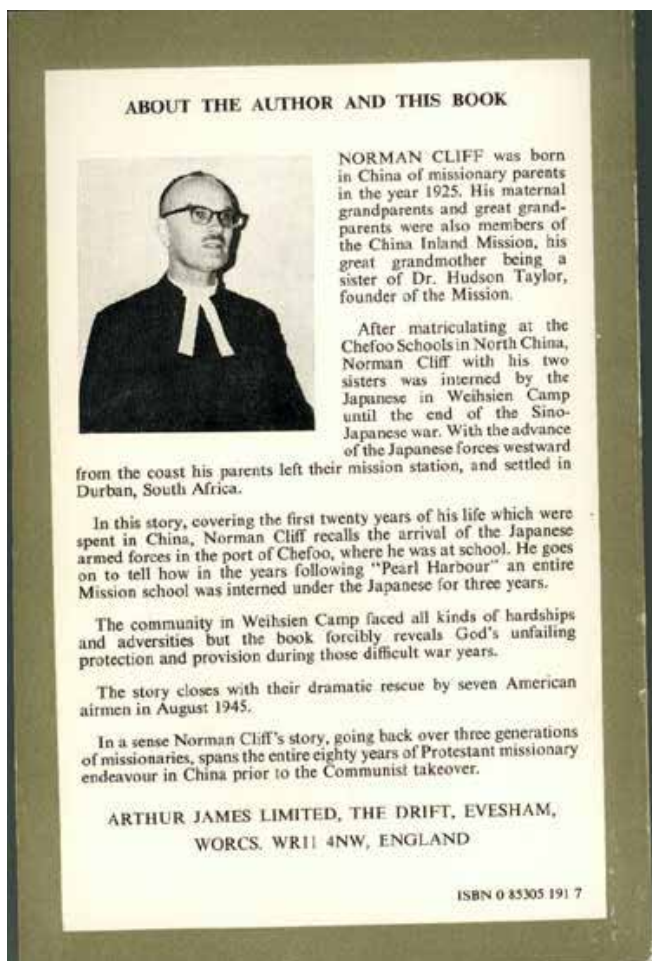 ABOUT THE AUTHOR AND THIS BOOK
NORMAN CLIFF was born
in China of missionary parents
in the year 1925. His maternal
grandparents and great grand-
parents were also members of
the China Inland Mission, his
great grandmother being a
sister of Dr. Hudson Taylor,
founder of the Mission.
After matriculating at the
Chefoo Schools in North China,
Norman Cliff with his two
sisters was interned by the
Japanese in Weihsien Camp
until the end of the Sino-
Japanese war. With the advance
of the Japanese forces westward
from the coast his parents left their mission station, and settled in
Durban, South Africa.
In this story, covering the first twenty years of his life which were
spent in China, Norman Cliff recalls the arrival of the Japanese
armed forces in the port of Chefoo, where he was at school. He goes
on to tell how in the years following "Pearl Harbour" an entire
Mission school was interned under the Japanese for three years.
The community in Weihsien Camp faced all kinds of hardships
and adversities but the book forcibly reveals God's unfailing
protection and provision during those difficult war years.
The story closes with their dramatic rescue by seven American
airmen in August 1945.
In a sense Norman Cliff's story, going back over three generations
of missionaries, spans the entire eighty years of Protestant missionary
endeavour in China prior to the Communist takeover.
ARTHUR JAMES LIMITED, THE DRIFT, EVESHAM,
WORCS. WR11 4NW, ENGLAND
ISBN 0 85305 191 7